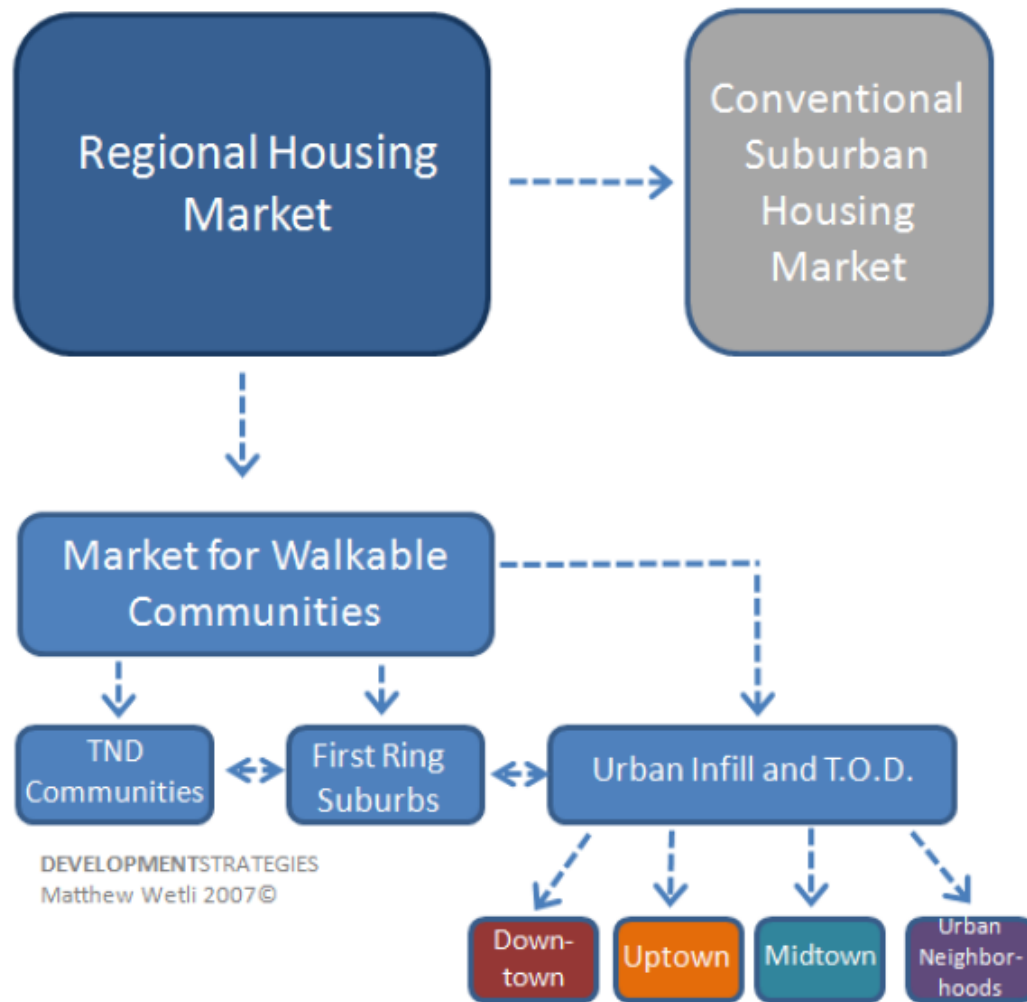 Regional Housing
Market
Conventional
Suburban
Housing
Market
Market for Walkable
Communities
TND
Communities
First Ring
Suburbs
Urban Infill and T.O.D.
DEVELOPMENTSTRATEGIES
Matthew Wetli 2007©
Down-
town
Uptown
Midtown
Urban
Neighbor-
hoods